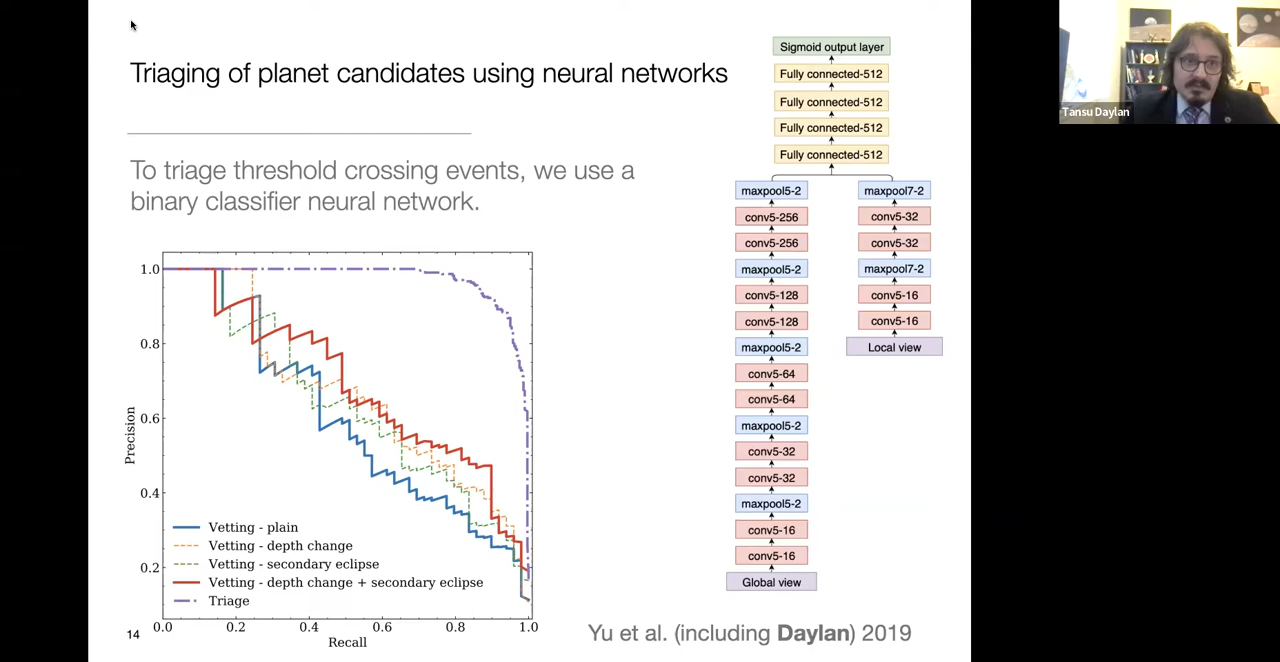 Triaging of planet candidates using neural networks
To triage threshold crossing events, we use a
binary classifier neural network.
1.0
0.8
0.6
0.4
0.2
Precision
Vetting - plain
Vetting - depth change
Vetting - secondary eclipse
Vetting - depth change + secondary eclipse
Triage
0.0
0.2
0.4
0.6
0.8
1.0
Recall
14
Sigmoid output layer
Fully connected-512
Fully connected-512
Fully connected-512
Fully connected-512
maxpool5-2
conv5-256
conv5-256
maxpool5-2
conv5-128
conv5-128
maxpool5-2
conv5-64
conv5-64
maxpool5-2
conv5-32
conv5-32
maxpool5-2
conv5-16
conv5-16
Global view
maxpool7-2
conv5-32
conv5-32
maxpool7-2
conv5-16
conv5-16
Local view
Yu et al. (including Daylan) 2019
Tansu Daylan